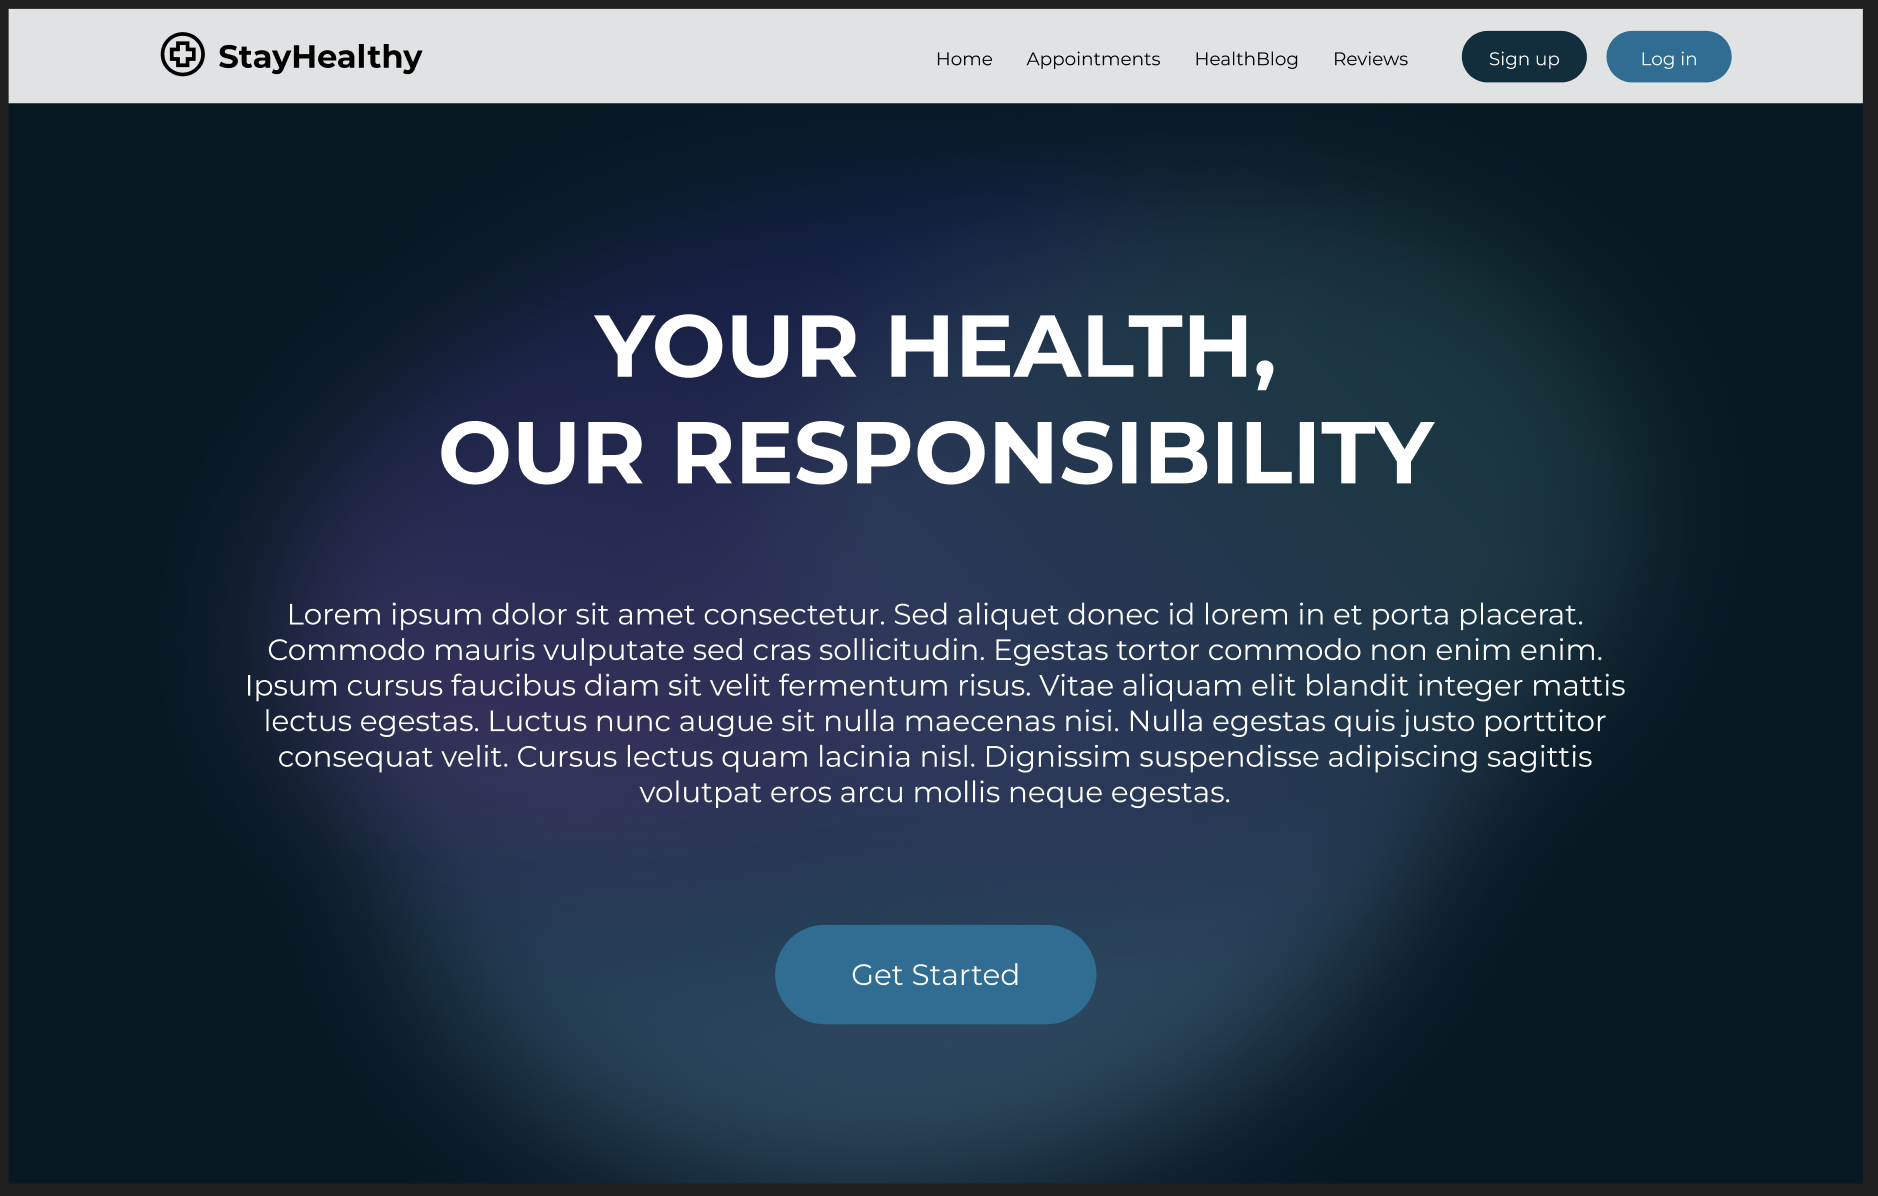 StayHealthy
Home Appointments HealthBlog Reviews Sign up Log in
YOUR HEALTH,
OUR RESPONSIBILITY
Lorem ipsum dolor sit amet consectetur. Sed aliquet donec id lorem in et porta placerat.
Commodo mauris vulputate sed cras sollicitudin. Egestas tortor commodo non enim enim.
Ipsum cursus faucibus diam sit velit fermentum risus. Vitae aliquam elit blandit integer mattis
lectus egestas. Luctus nunc augue sit nulla maecenas nisi. Nulla egestas quis justo porttitor
consequat velit. Cursus lectus quam lacinia nisl. Dignissim suspendisse adipiscing sagittis
volutpat eros arcu mollis neque egestas.
Get Started